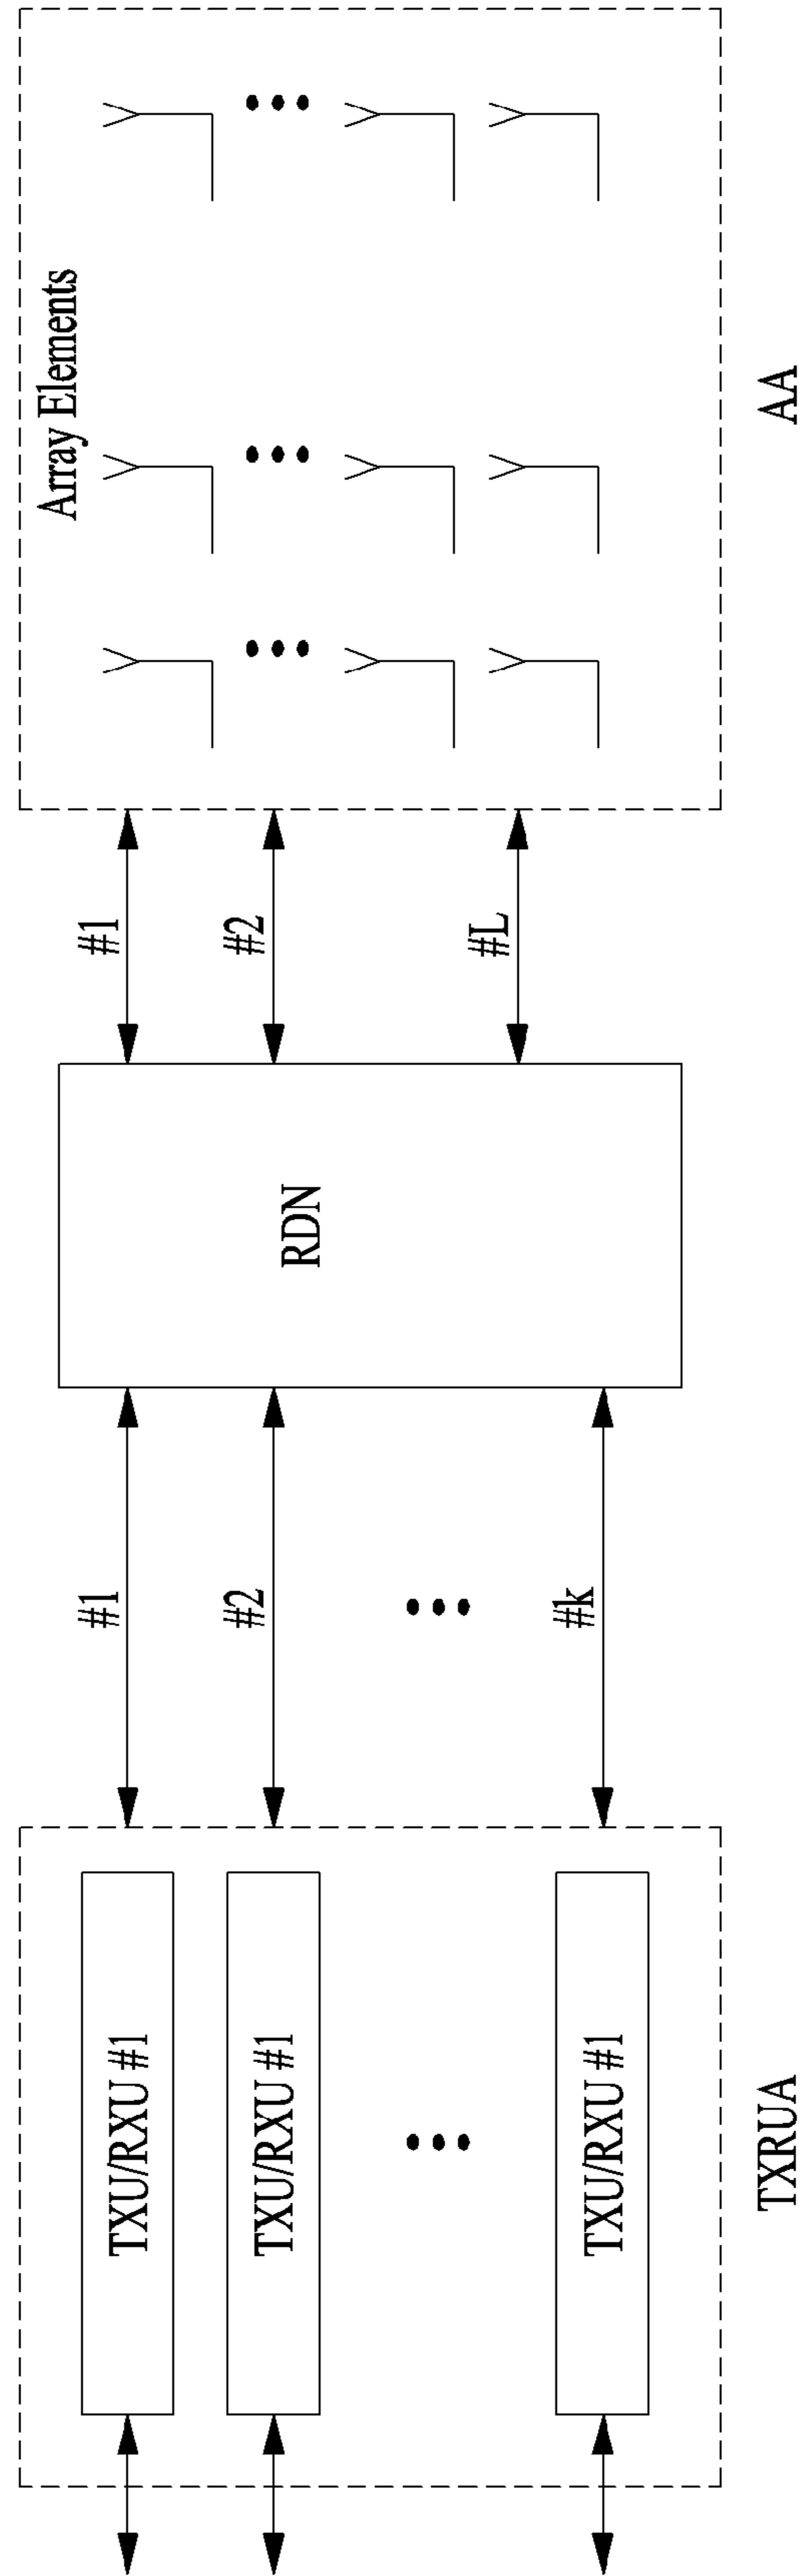 TXU/RXU #1
TXU/RXU #1
TXU/RXU #1
TXRUA
#1
#2
#k
RDN
#1
#2
#L
Array Elements
AA